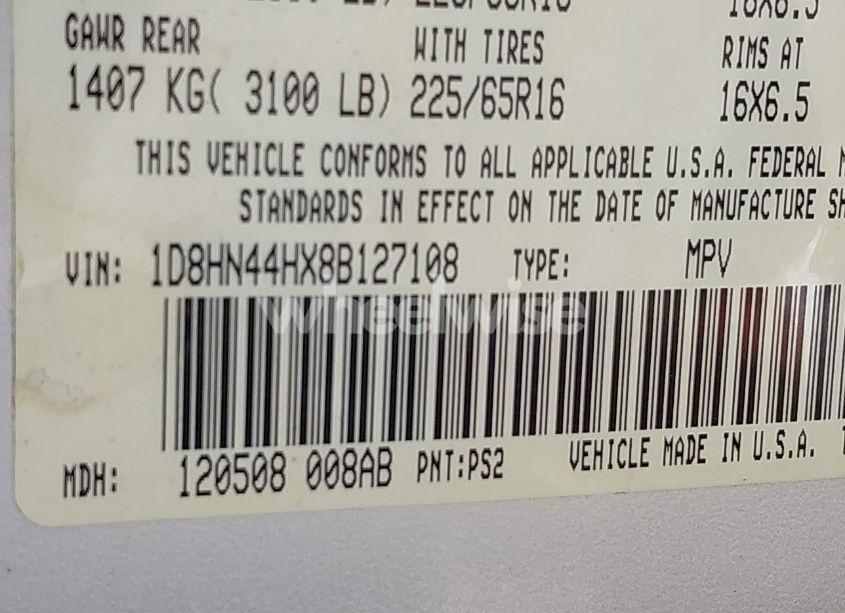 GAWR REAR WITH TIRES RIMS AT
1407 KG( 3100 LB) 225/65R16 16X6.5
THIS VEHICLE CONFORMS TO ALL APPLICABLE U.S.A. FEDERAL
STANDARDS IN EFFECT ON THE DATE OF MANUFACTURE
VIN: 1D8HN44HX8B127108 TYPE: MPV
wheelwise
MDH: 120508 008AB PNT:PS2 VEHICLE MADE IN U.S.A.